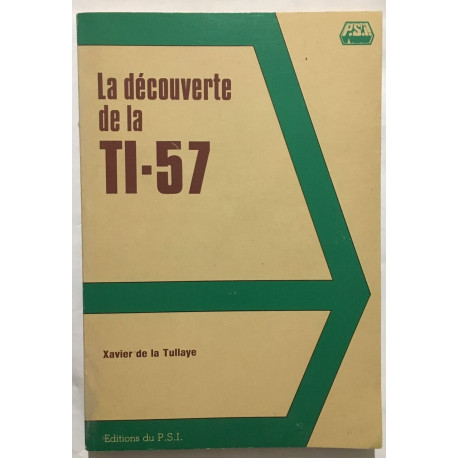 P.S.I.
La découverte
de la
TI-57
Xavier de la Tullaye
Editions du P.S.I.